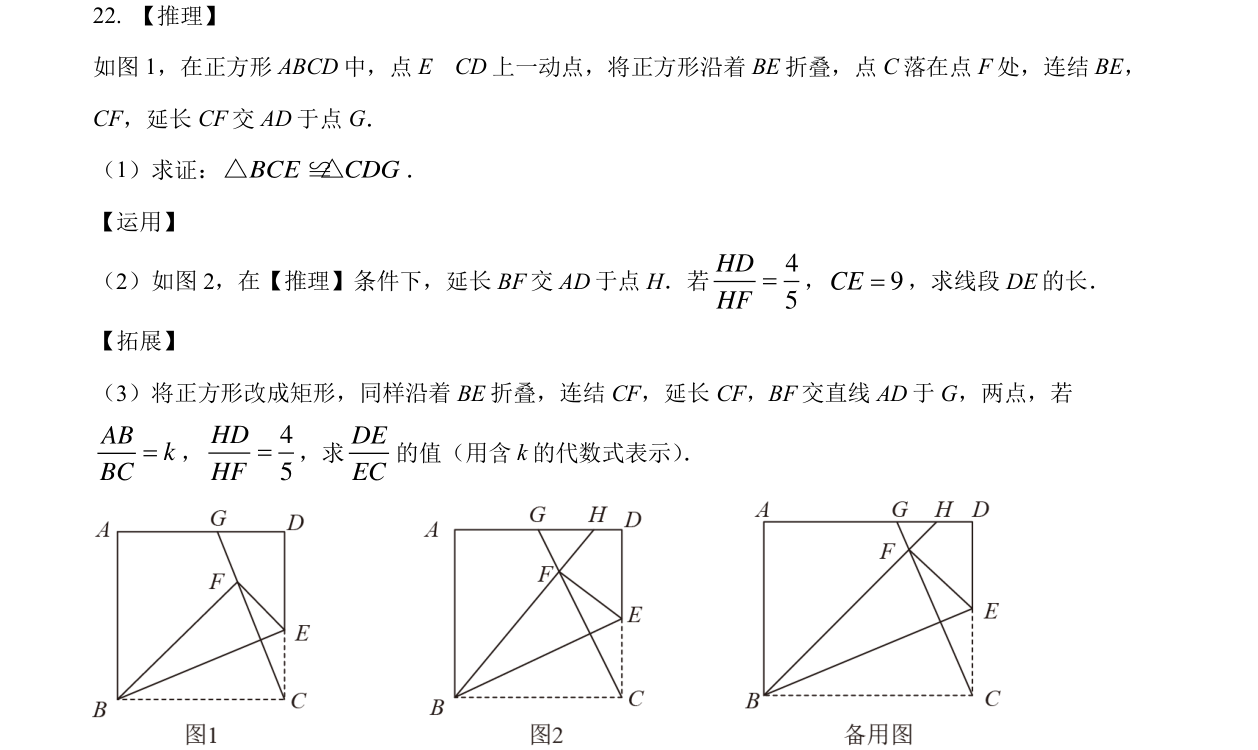 22. 【推理】
如图 1，在正方形 ABCD 中，点 E CD 上一动点，将正方形沿着 BE 折叠，点 C 落在点 F 处，连结 BE，
CF，延长 CF 交 AD 于点 G．
（1）求证：△BCE ≌△CDG．
【运用】
（2）如图 2，在【推理】条件下，延长 BF 交 AD 于点 H．若 HD/HF = 4/5，CE = 9，求线段 DE 的长．
【拓展】
（3）将正方形改成矩形，同样沿着 BE 折叠，连结 CF，延长 CF，BF 交直线 AD 于 G，两点，若
AB/BC = k，HD/HF = 4/5，求 DE/EC 的值（用含 k 的代数式表示）．
A G D
F
E
B C
图1
A G H D
F
E
B C
图2
A G H D
F
E
B C
备用图